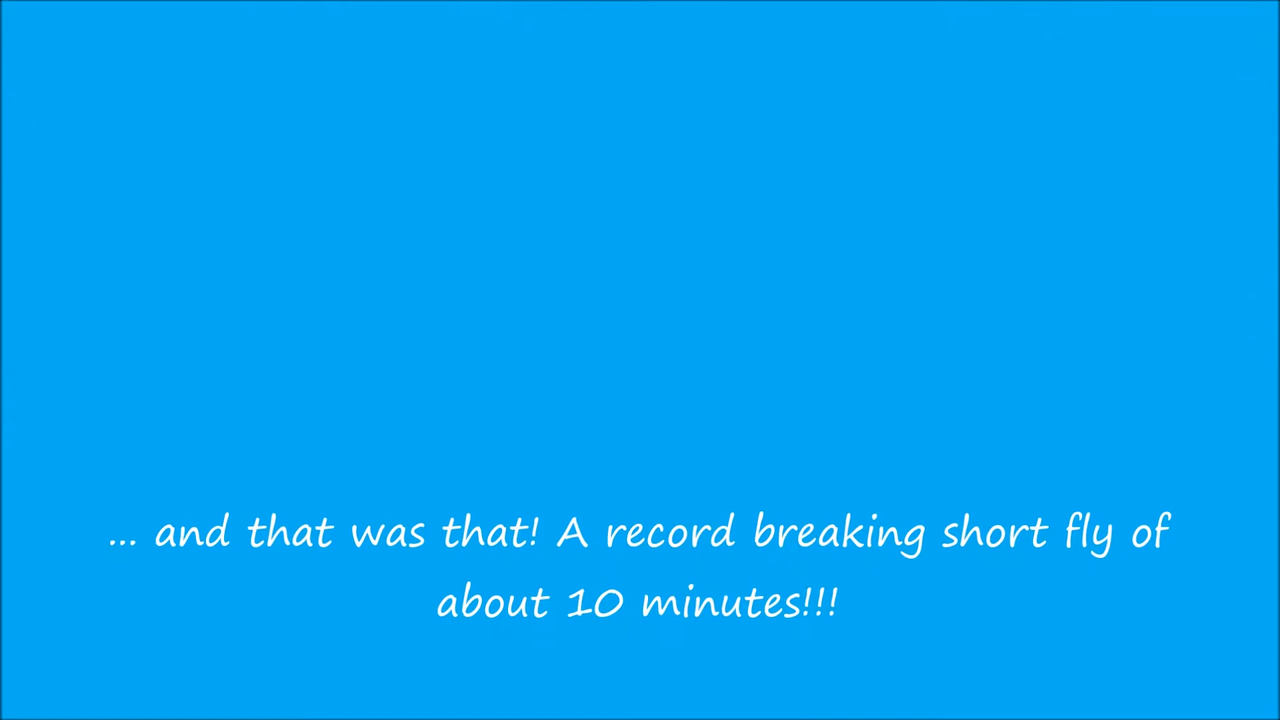 ... and that was that! A record breaking short fly of
about 10 minutes!!!